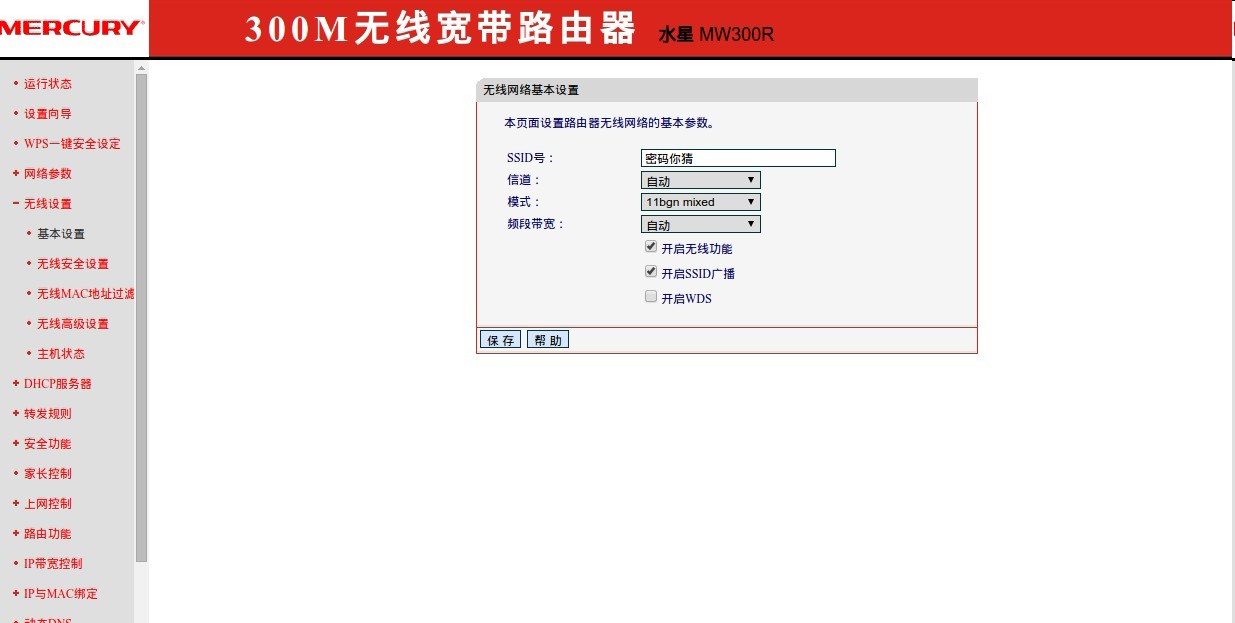 MERCURY
300M无线宽带路由器 水星 MW300R
运行状态
设置向导
WPS一键安全设定
网络参数
无线设置
基本设置
无线安全设置
无线MAC地址过滤
无线高级设置
主机状态
DHCP服务器
转发规则
安全功能
家长控制
上网控制
路由功能
IP带宽控制
IP与MAC绑定
动态DNS
无线网络基本设置
本页面设置路由器无线网络的基本参数。
SSID号： 密码你猜
信道： 自动
模式： 11bgn mixed
频段带宽： 自动
开启无线功能
开启SSID广播
开启WDS
保 存 帮 助